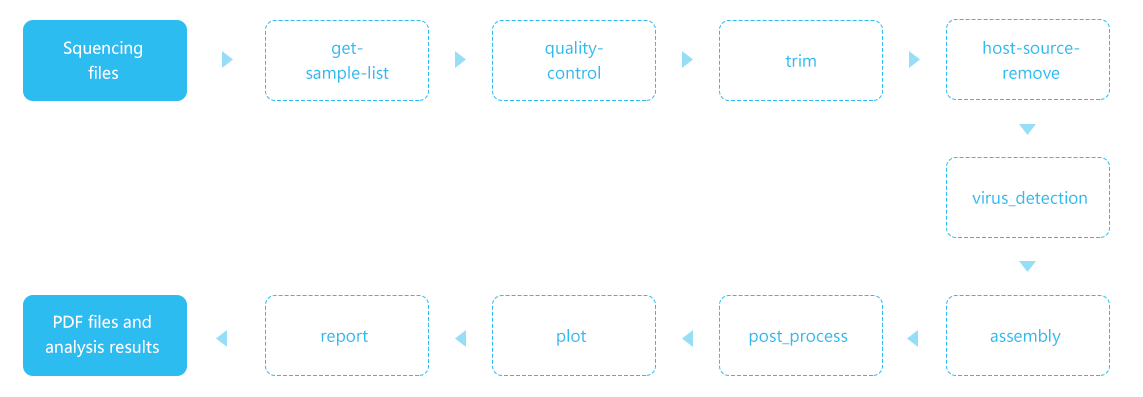 Squencing
files
get-
sample-list
quality-
control
trim
host-source-
remove
virus_detection
assembly
post_process
plot
report
PDF files and
analysis results